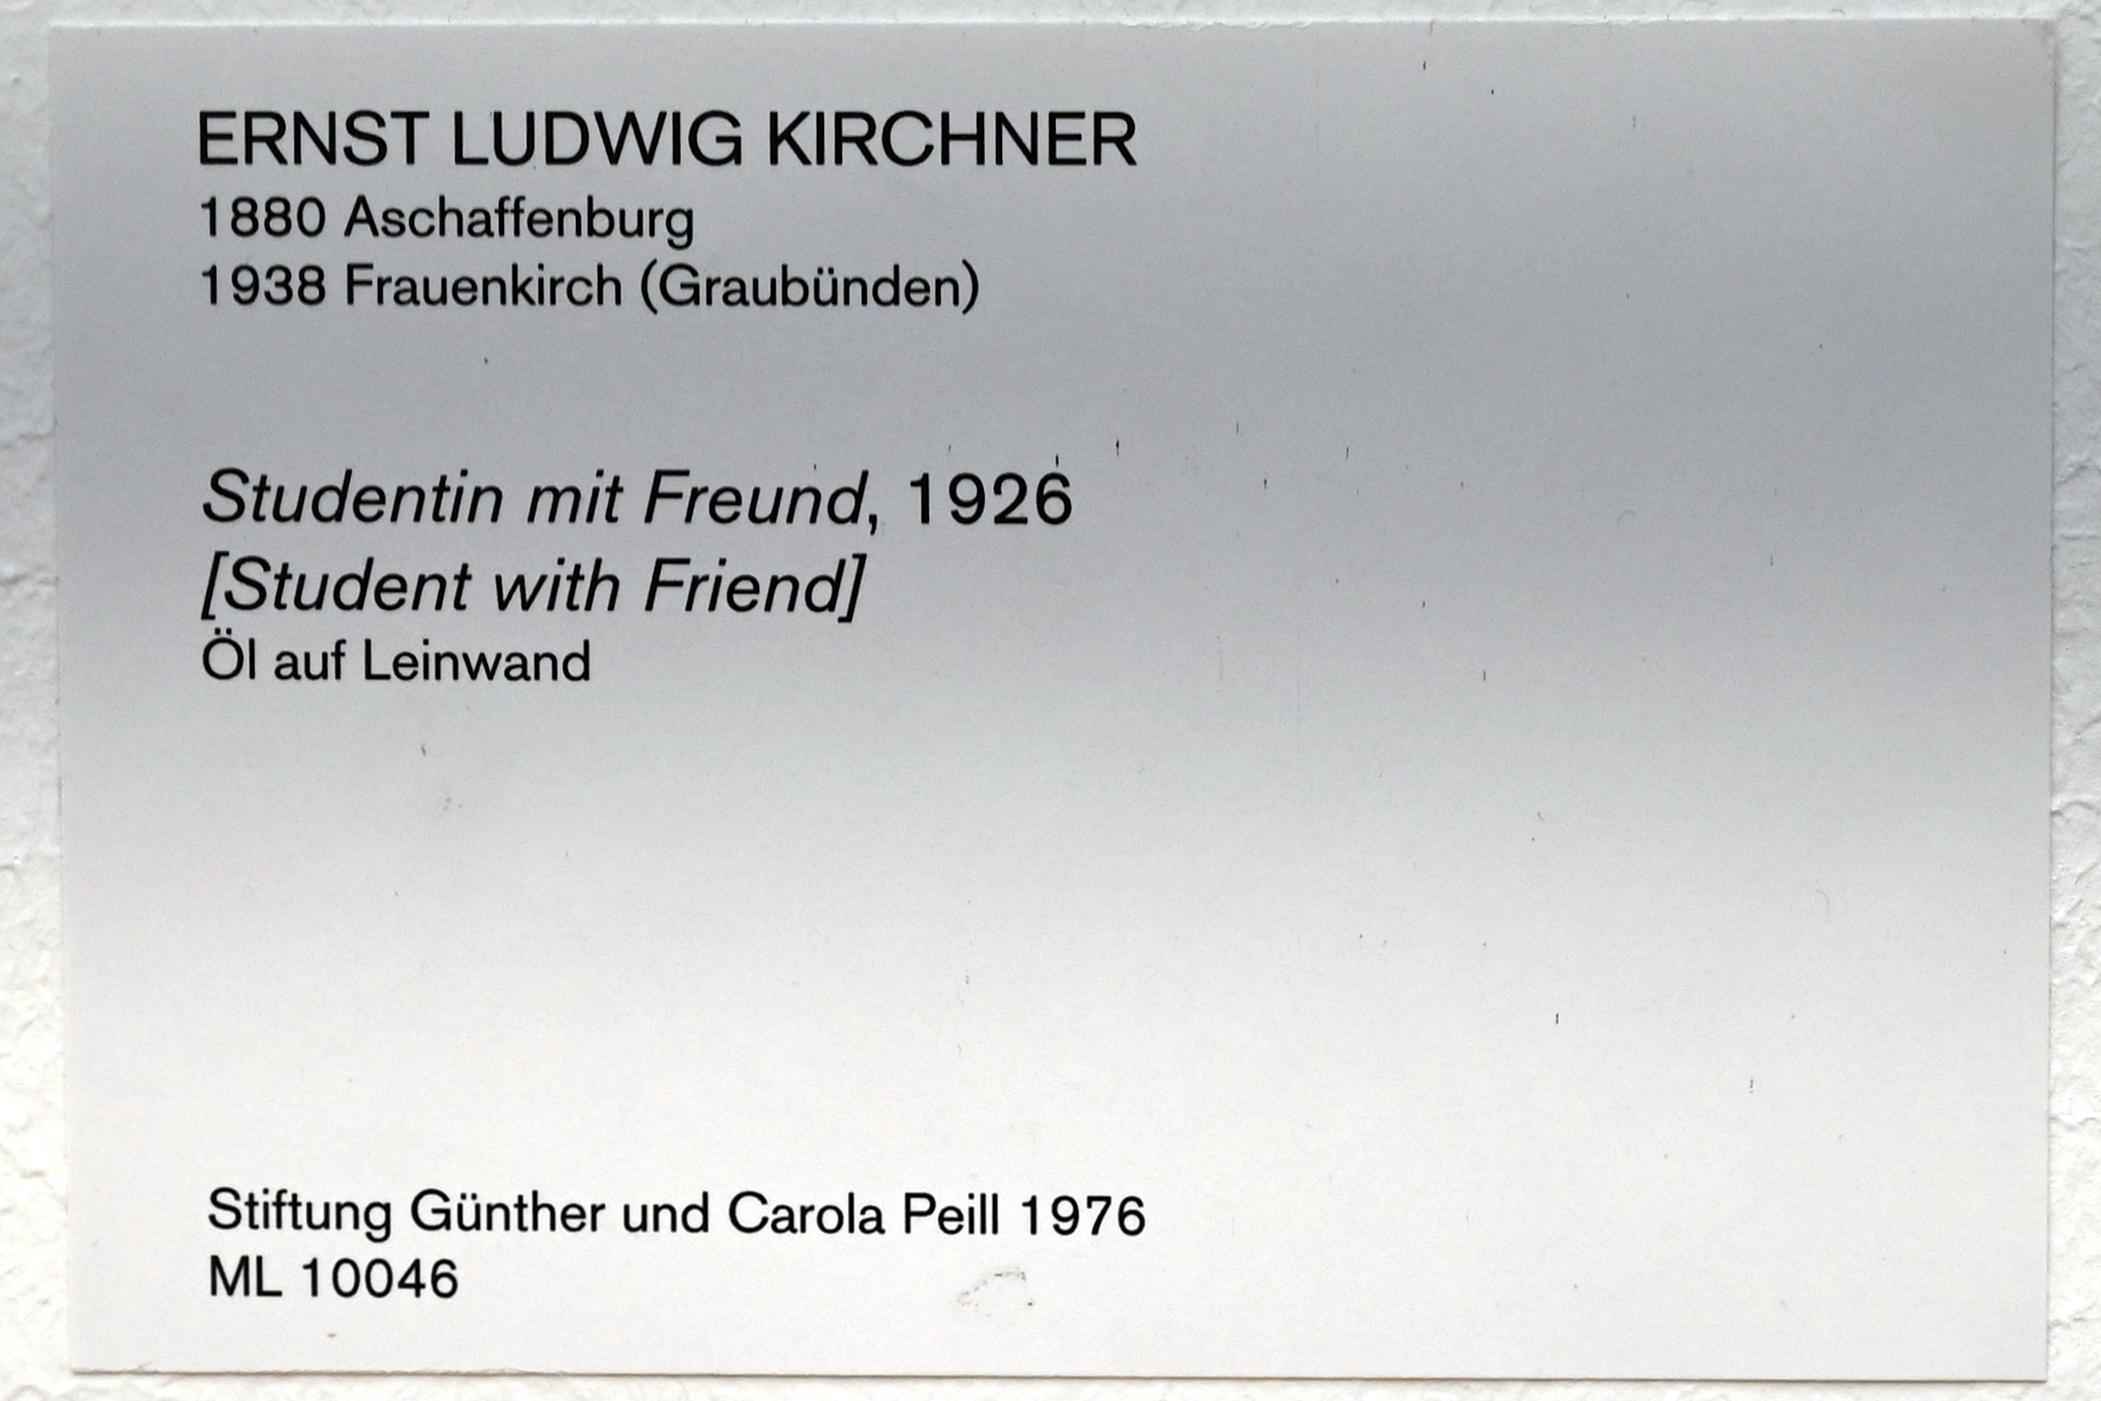 ERNST LUDWIG KIRCHNER
1880 Aschaffenburg
1938 Frauenkirch (Graubünden)
Studentin mit Freund, 1926
[Student with Friend]
Öl auf Leinwand
Stiftung Günther und Carola Peill 1976
ML 10046